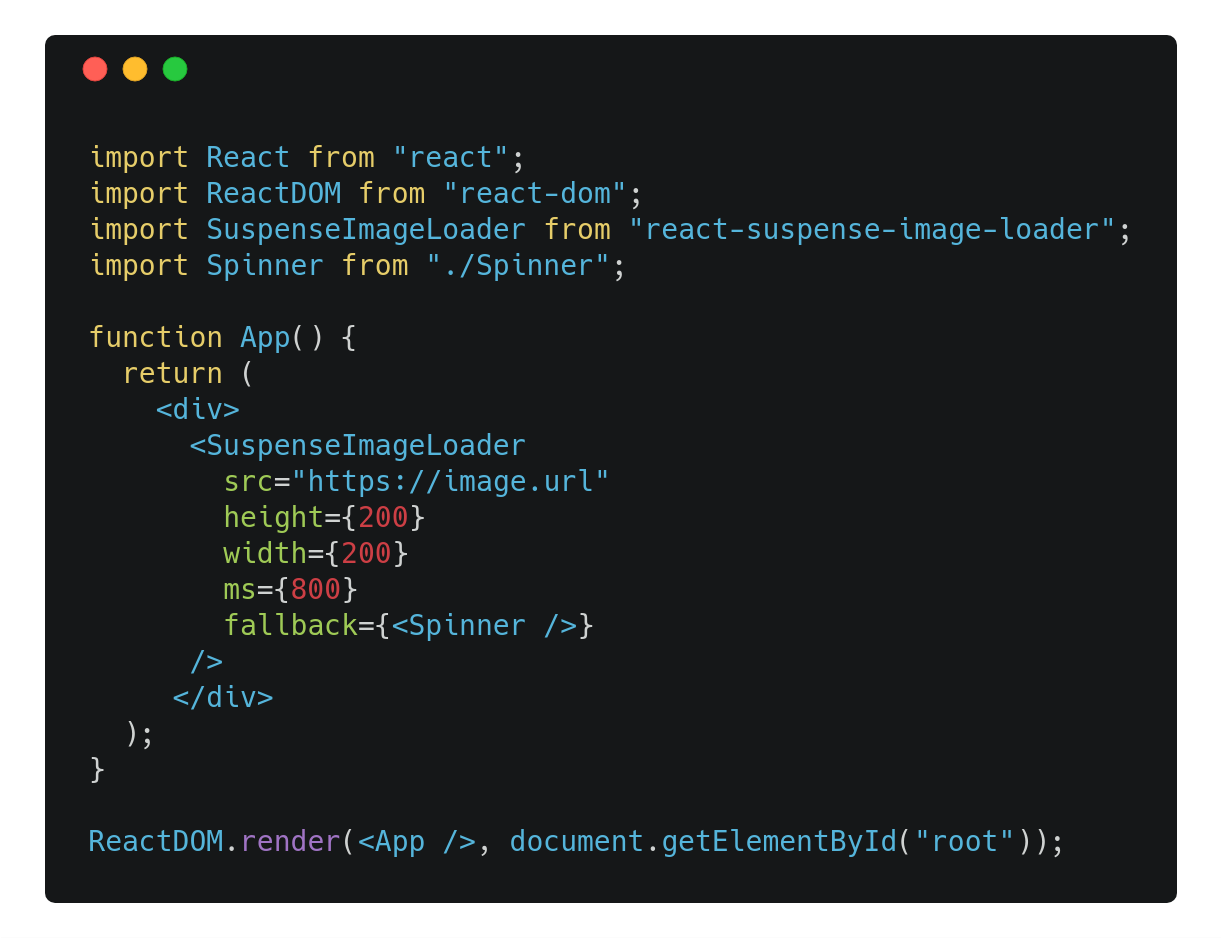 import React from "react";
import ReactDOM from "react-dom";
import SuspenseImageLoader from "react-suspense-image-loader";
import Spinner from "./Spinner";

function App() {
  return (
    <div>
      <SuspenseImageLoader
        src="https://image.url"
        height={200}
        width={200}
        ms={800}
        fallback={<Spinner />}
      />
     </div>
  );
}

ReactDOM.render(<App />, document.getElementById("root"));